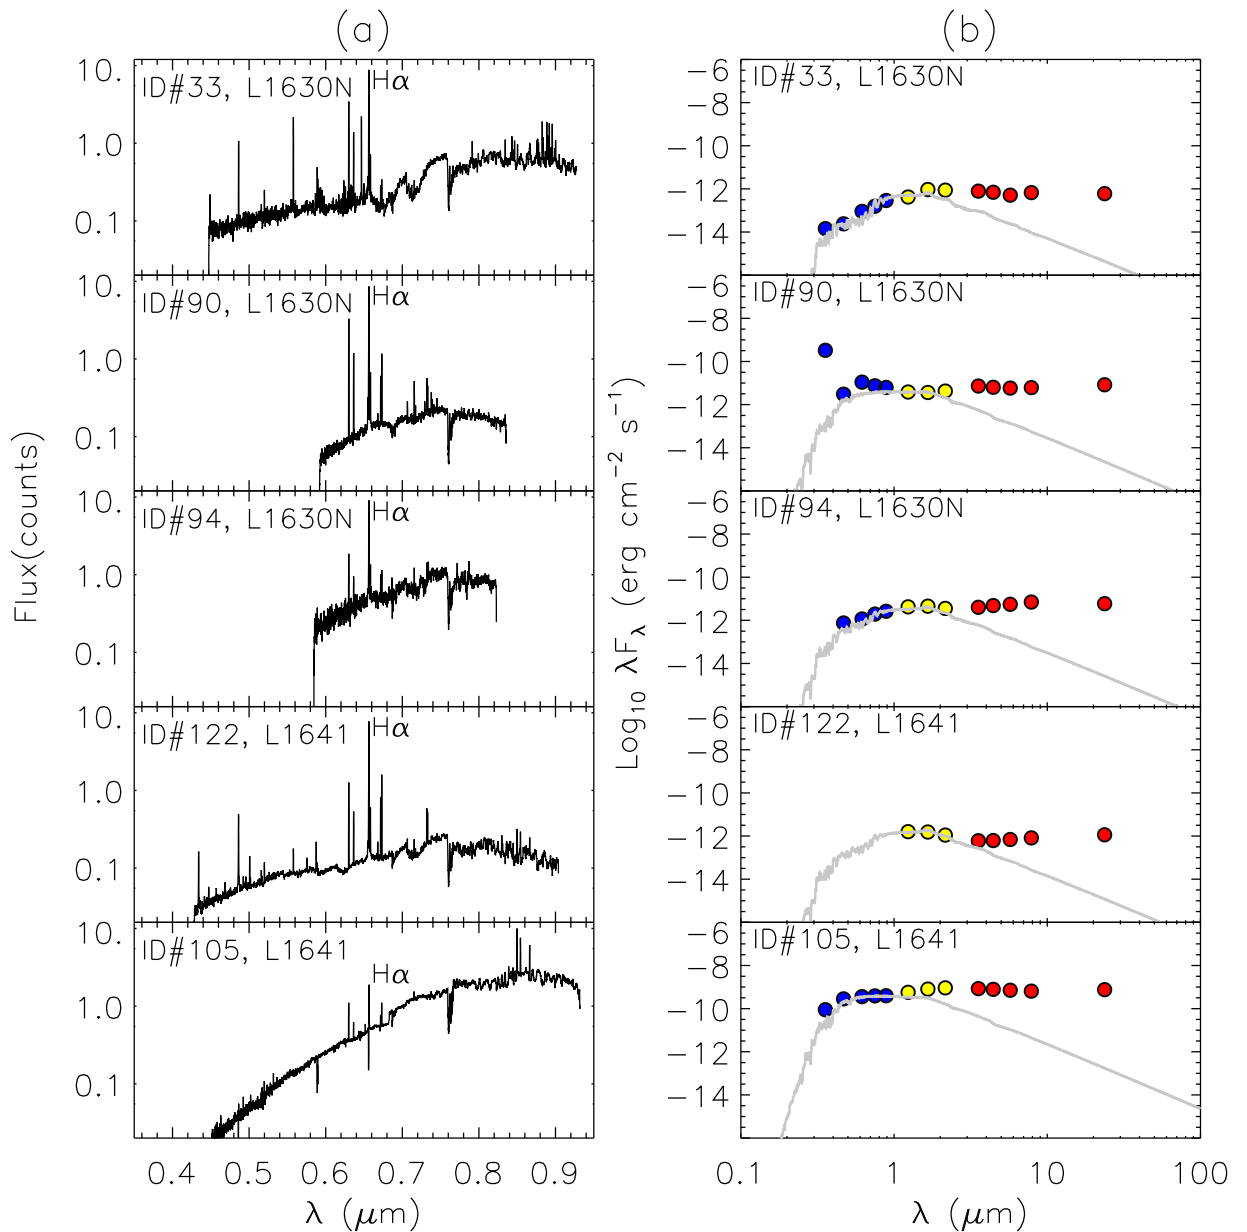 (a)
(b)
10.
1.0
0.1
ID#33, L1630N
Hα
10.
1.0
0.1
ID#90, L1630N
Hα
10.
1.0
0.1
ID#94, L1630N
Hα
10.
1.0
0.1
ID#122, L1641
Hα
10.
1.0
0.1
ID#105, L1641
Hα
Flux(counts)
0.4 0.5 0.6 0.7 0.8 0.9
λ (μm)
−6
−8
−10
−12
−14
ID#33, L1630N
−6
−8
−10
−12
−14
ID#90, L1630N
−6
−8
−10
−12
−14
ID#94, L1630N
−6
−8
−10
−12
−14
ID#122, L1641
−6
−8
−10
−12
−14
ID#105, L1641
Log₁₀ λF_λ (erg cm⁻² s⁻¹)
0.1 1 10 100
λ (μm)